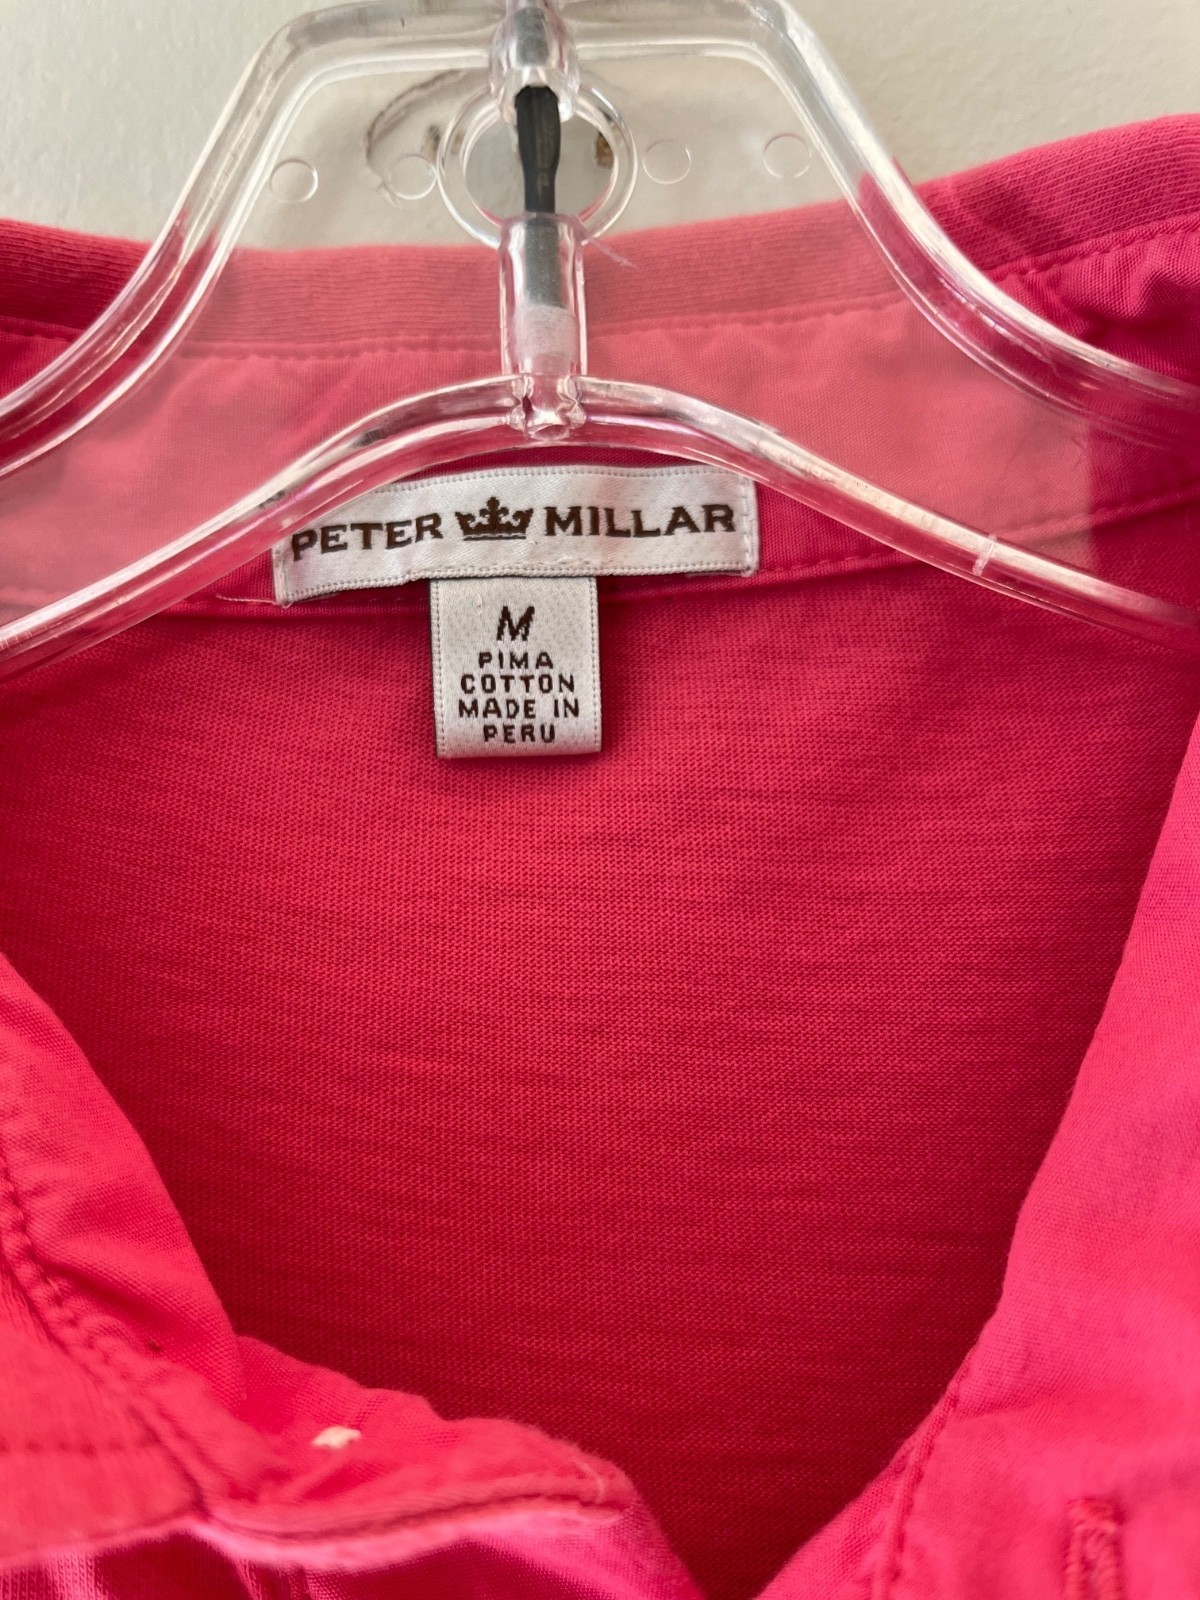 PETER MILLAR
M
PIMA
COTTON
MADE IN
PERU